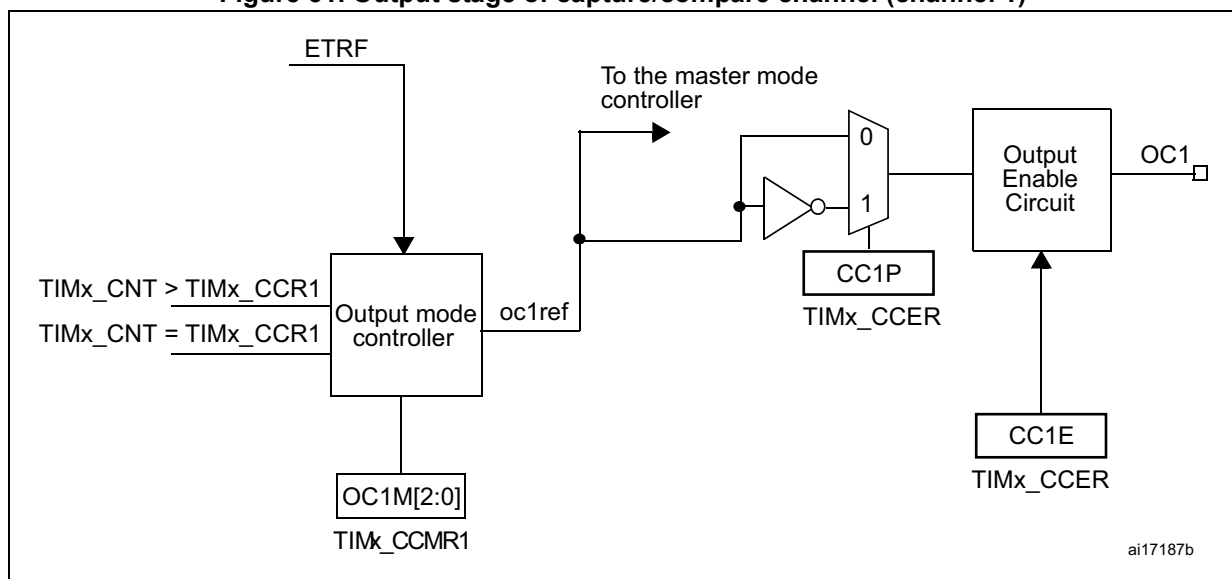 ETRF
To the master mode
controller
0
1
Output
Enable
Circuit
OC1
CC1P
TIMx_CCER
TIMx_CNT > TIMx_CCR1
TIMx_CNT = TIMx_CCR1
Output mode
controller
oc1ref
CC1E
TIMx_CCER
OC1M[2:0]
TIMx_CCMR1
ai17187b